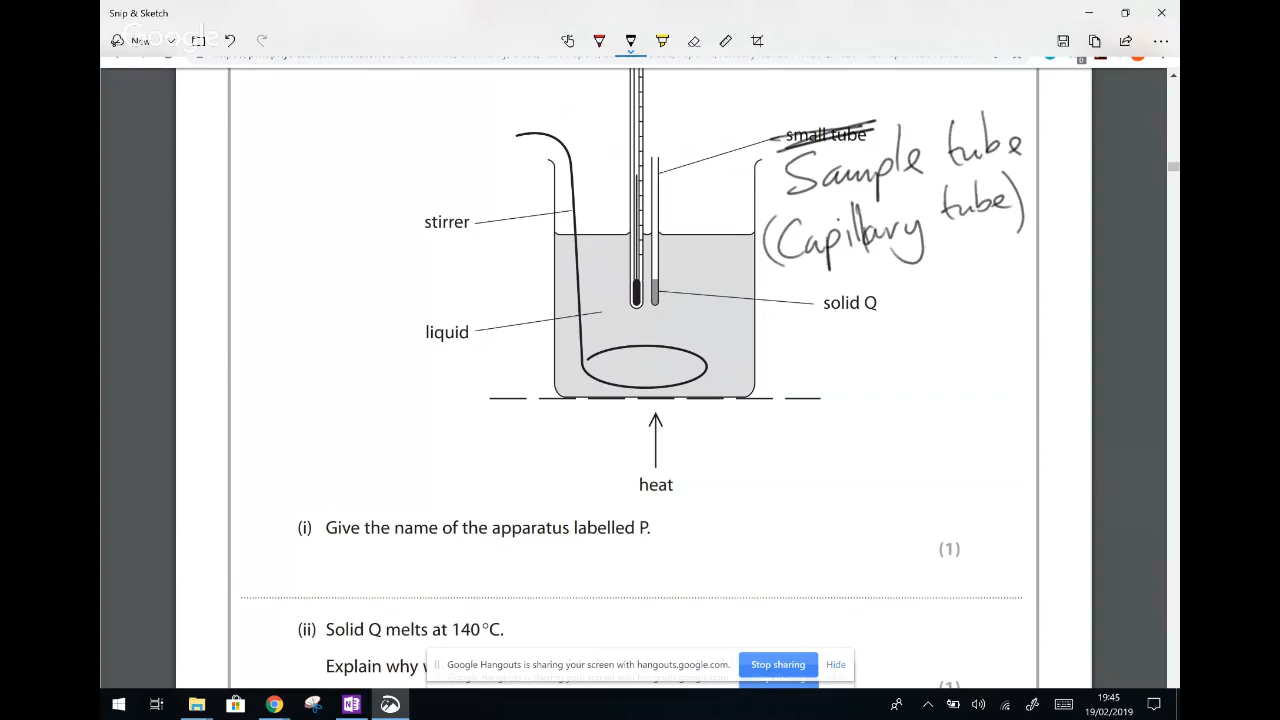 Snip & Sketch
New
Google
small tube
Sample tube
(Capillary tube)
stirrer
solid Q
liquid
heat
(i) Give the name of the apparatus labelled P.
(1)
(ii) Solid Q melts at 140 °C.
Explain why
Google Hangouts is sharing your screen with hangouts.google.com.
Stop sharing
Hide
19:45
19/02/2019